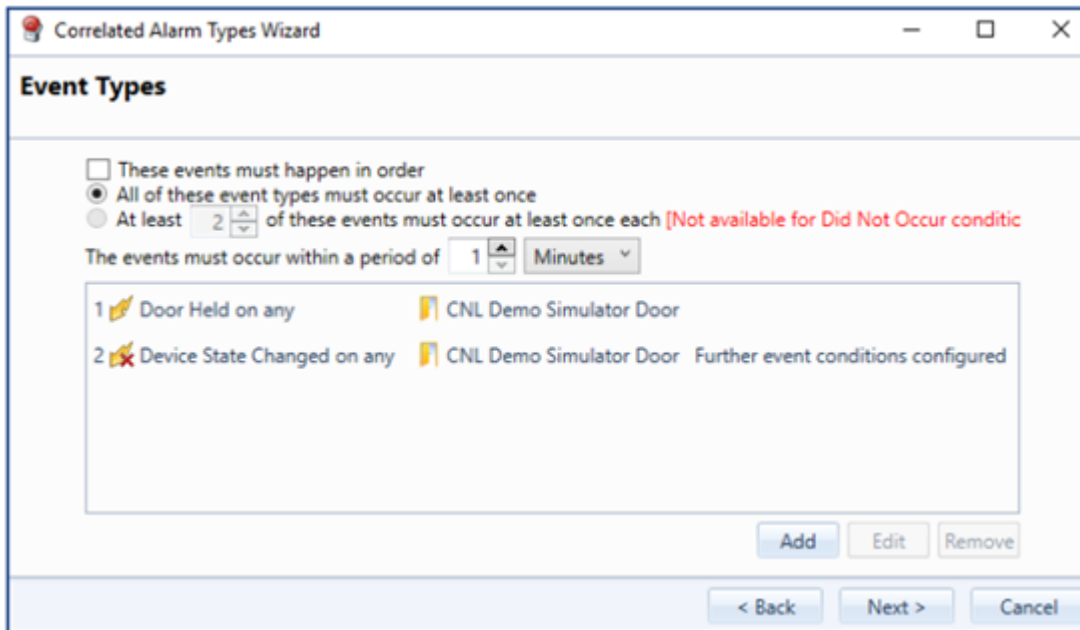 Correlated Alarm Types Wizard
Event Types
These events must happen in order
All of these event types must occur at least once
At least 2 of these events must occur at least once each [Not available for Did Not Occur conditic
The events must occur within a period of 1 Minutes
1 Door Held on any CNL Demo Simulator Door
2 Device State Changed on any CNL Demo Simulator Door Further event conditions configured
Add Edit Remove
< Back Next > Cancel